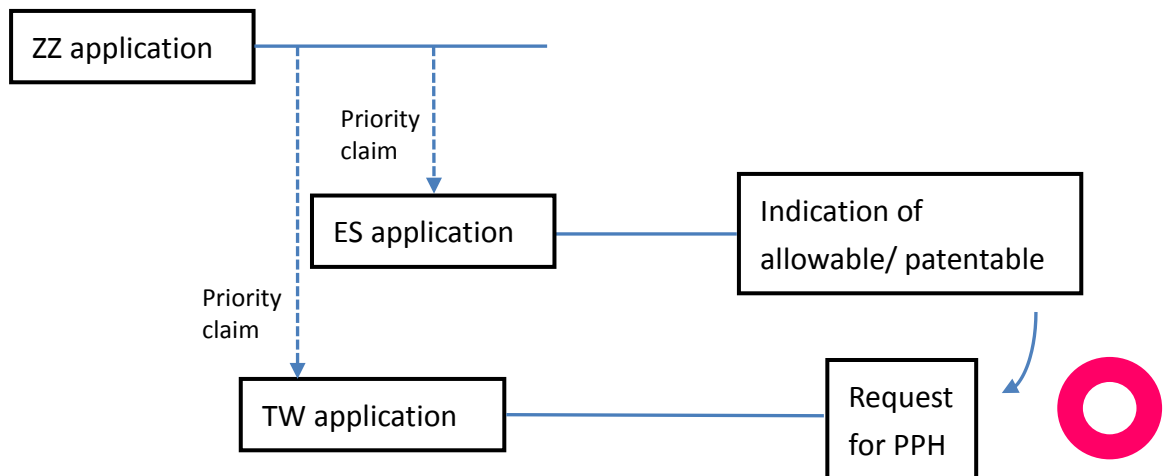 ZZ application
Priority
claim
ES application
Indication of
allowable/ patentable
Priority
claim
TW application
Request
for PPH